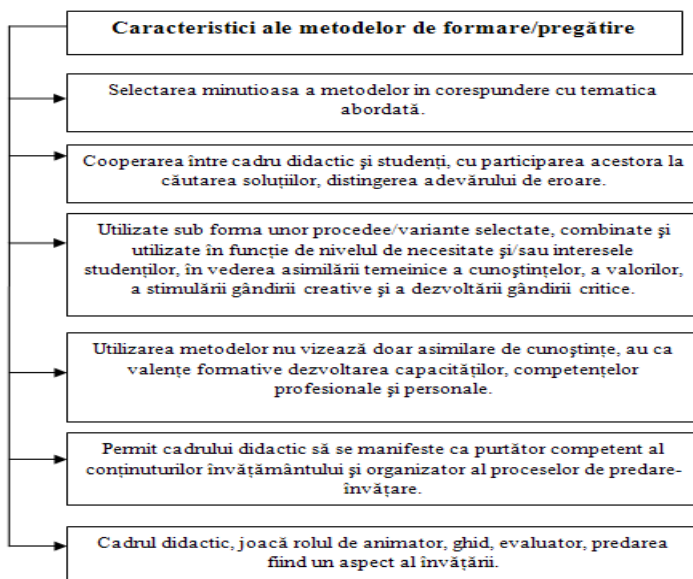 Caracteristici ale metodelor de formare/pregătire
Selectarea minutioasa a metodelor in corespundere cu tematica
abordată.
Cooperarea între cadru didactic şi studenţi, cu participarea acestora la
căutarea soluţiilor, distingerea adevărului de eroare.
Utilizate sub forma unor procedee/variante selectate, combinate şi
utilizate în funcţie de nivelul de necesitate şi/sau interesele
studenţilor, în vederea asimilării temeinice a cunoştinţelor, a valorilor,
a stimulării gândirii creative şi a dezvoltării gândirii critice.
Utilizarea metodelor nu vizează doar asimilare de cunoştinţe, au ca
valenţe formative dezvoltarea capacităţilor, competenţelor
profesionale şi personale.
Permit cadrului didactic să se manifeste ca purtător competent al
conţinuturilor învăţământului şi organizator al proceselor de predare-
învăţare.
Cadrul didactic, joacă rolul de animator, ghid, evaluator, predarea
fiind un aspect al învăţării.